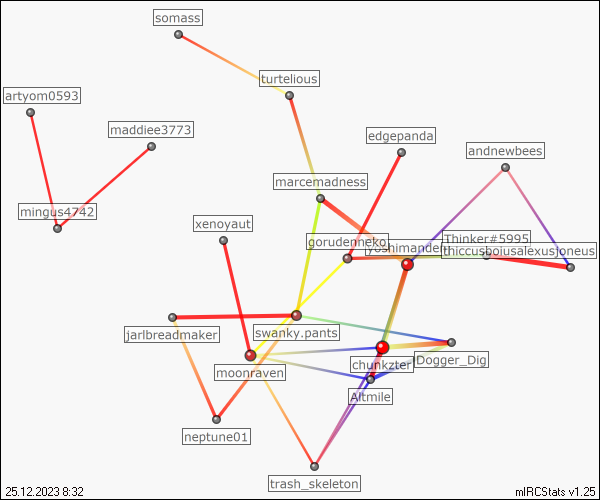 somass
turtelious
artyom0593
maddiee3773
edgepanda
andnewbees
marcemadness
mingus4742
xenoyaut
gorudenneko
Thinker#5995
thiccusboiusalexusjoneus
jarlbreadmaker
swanky.pants
moonraven
chunkzter
Dogger_Dig
Altmile
neptune01
trash_skeleton
25.12.2023 8:32
mIRCStats v1.25